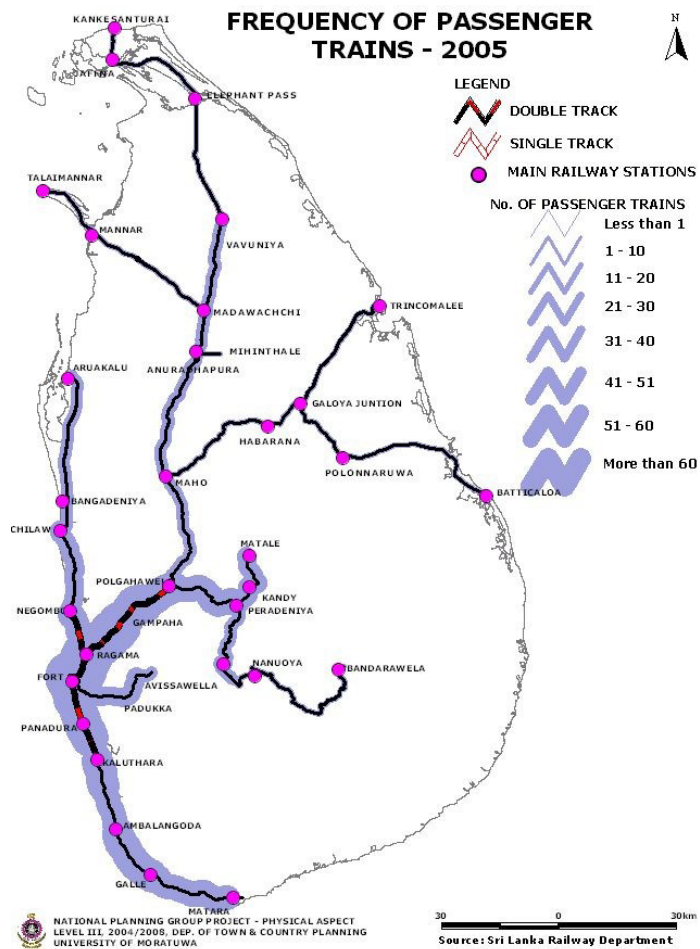 FREQUENCY OF PASSENGER
TRAINS - 2005
N
LEGEND
DOUBLE TRACK
SINGLE TRACK
MAIN RAILWAY STATIONS
No. OF PASSENGER TRAINS
Less than 1
1 - 10
11 - 20
21 - 30
31 - 40
41 - 51
51 - 60
More than 60
KANKESANTURAI
JAFFNA
ELEPHANT PASS
TALAIMANNAR
MANNAR
VAVUNIYA
MADAWACHCHI
TRINCOMALEE
MIHINTHALE
ANURADHAPURA
ARUAKALU
GALOYA JUNTION
HABARANA
POLONNARUWA
MAHO
BATTICALOA
BANGADENIYA
CHILAW
MATALE
POLGAHAWEL
KANDY
PERADENIYA
NEGOMBO
GAMPAHA
RAGAMA
NANUOYA
BANDARAWELA
FORT
AVISSAWELLA
PADUKKA
PANADURA
KALUTHARA
AMBALANGODA
GALLE
MATARA
NATIONAL PLANNING GROUP PROJECT - PHYSICAL ASPECT
LEVEL III, 2004/2008, DEP. OF TOWN & COUNTRY PLANNING
UNIVERSITY OF MORATUWA
30 0 30km
Source: Sri Lanka Railway Department